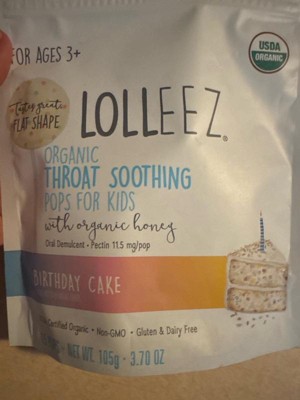 FOR AGES 3+
USDA
ORGANIC
Tastes great
FLAT SHAPE
LOLLEEZ®
ORGANIC
THROAT SOOTHING
POPS FOR KIDS
with organic honey
Oral Demulcent • Pectin 11.5 mg/pop
BIRTHDAY CAKE
Certified Organic • Non-GMO • Gluten & Dairy Free
NET WT. 105g - 3.70 OZ